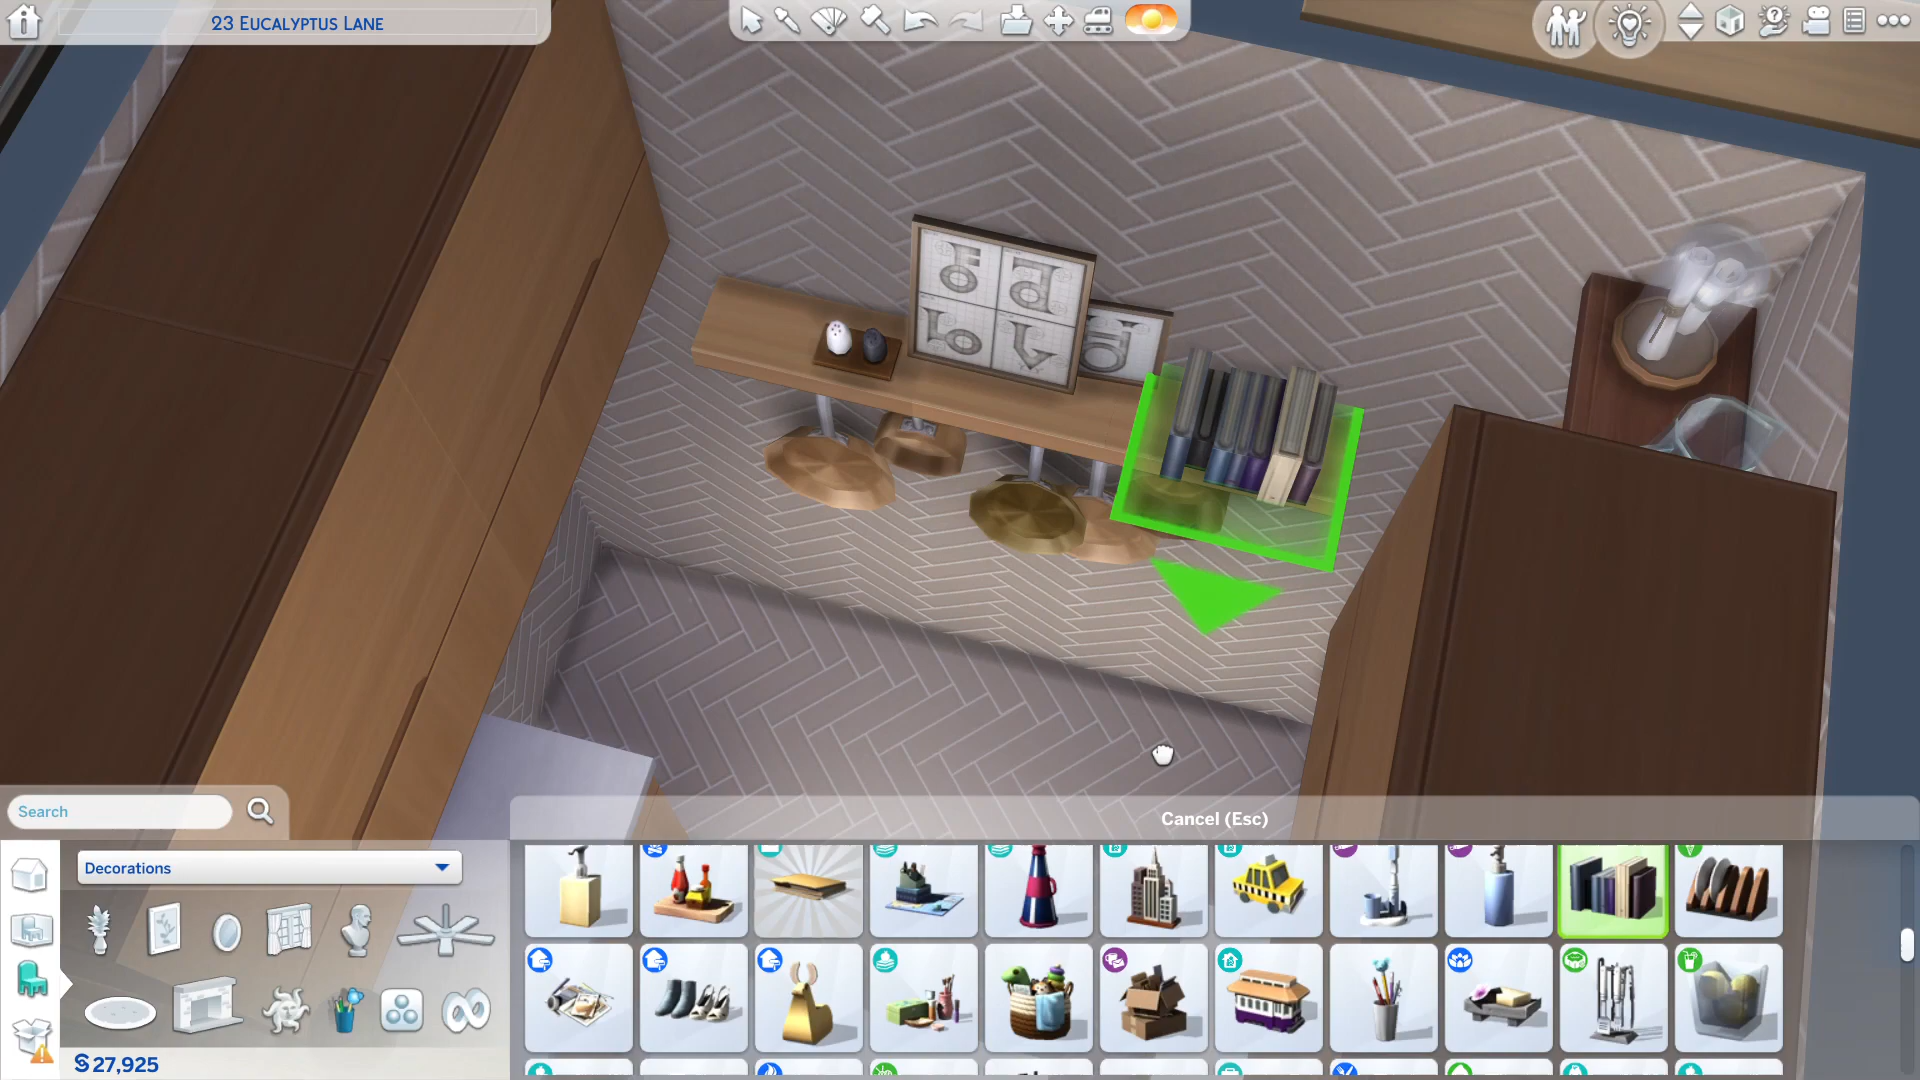 23 Eucalyptus Lane
Search
Cancel (Esc)
Decorations
§27,925